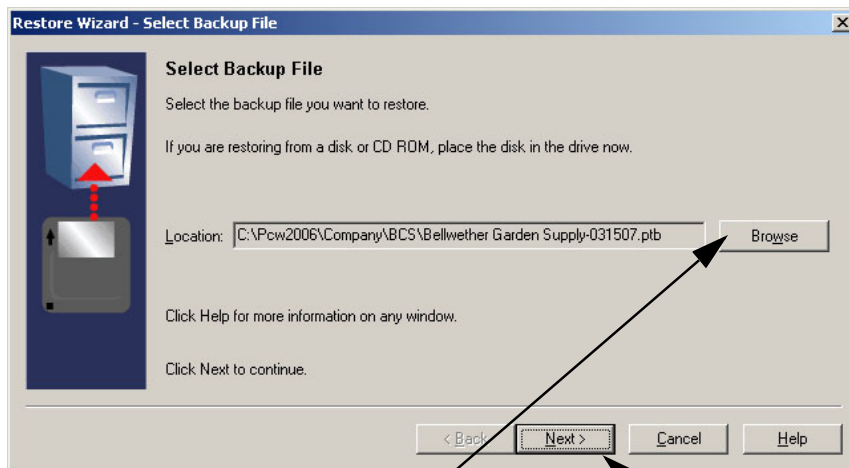 Restore Wizard - Select Backup File
Select Backup File
Select the backup file you want to restore.
If you are restoring from a disk or CD ROM, place the disk in the drive now.
Location: C:\Pcw2006\Company\BCS\Bellwether Garden Supply-031507.ptb Browse
Click Help for more information on any window.
Click Next to continue.
< Back Next > Cancel Help